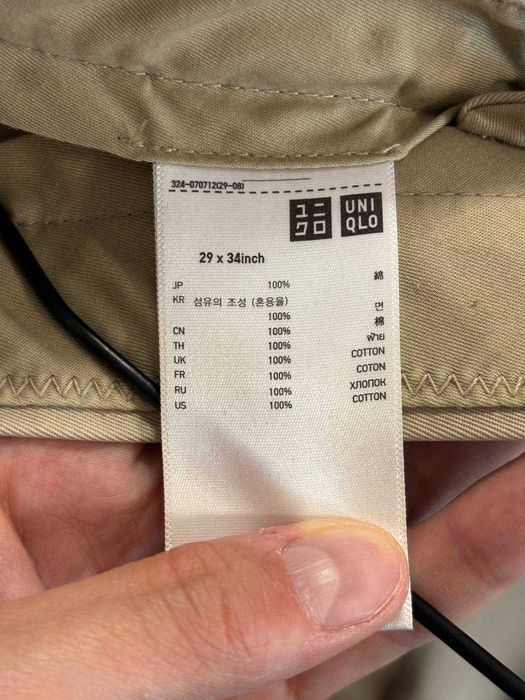 324-070712(29-08)
ユニクロ UNIQLO
29 x 34inch
JP 100% 綿
KR 섬유의 조성 (혼용율)
100% 면
CN 100% 棉
TH 100% ฝ้าย
UK 100% COTTON
FR 100% COTON
RU 100% ХЛОПОК
US 100% COTTON